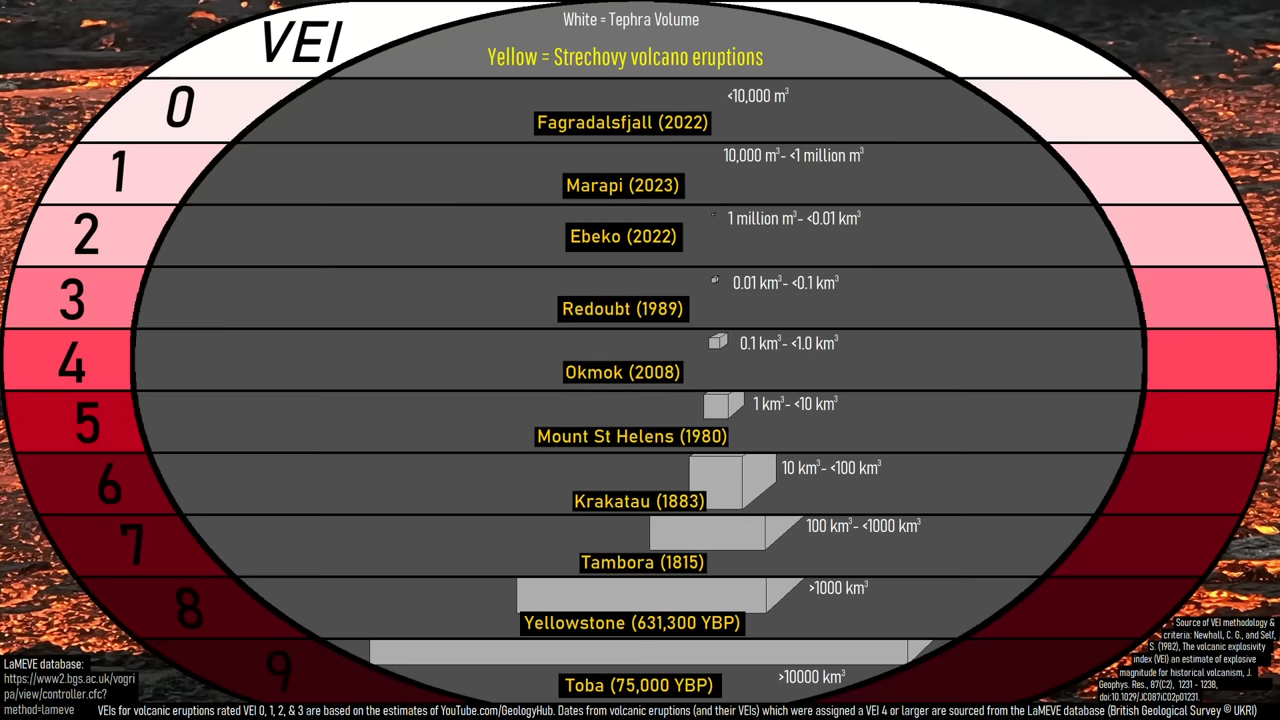 VEI
White = Tephra Volume
Yellow = Strechovy volcano eruptions
0
<10,000 m³
Fagradalsfjall (2022)
1
10,000 m³- <1 million m³
Marapi (2023)
2
1 million m³- <0.01 km³
Ebeko (2022)
3
0.01 km³- <0.1 km³
Redoubt (1989)
4
0.1 km³- <1.0 km³
Okmok (2008)
5
1 km³- <10 km³
Mount St Helens (1980)
6
10 km³- <100 km³
Krakatau (1883)
7
100 km³- <1000 km³
Tambora (1815)
8
>1000 km³
Yellowstone (631,300 YBP)
9
>10000 km³
Toba (75,000 YBP)
LaMEVE database:
https://www2.bgs.ac.uk/vogri
pa/view/controller.cfc?
method=lameve
Source of VEI methodology &
criteria: Newhall, C. G., and Self,
S. (1982), The volcanic explosivity
index (VEI) an estimate of explosive
magnitude for historical volcanism, J.
Geophys. Res., 87(C2), 1231 - 1238,
doi:10.1029/JC087iC02p01231.
VEIs for volcanic eruptions rated VEI 0, 1, 2, & 3 are based on the estimates of YouTube.com/GeologyHub. Dates from volcanic eruptions (and their VEIs) which were assigned a VEI 4 or larger are sourced from the LaMEVE database (British Geological Survey © UKRI)